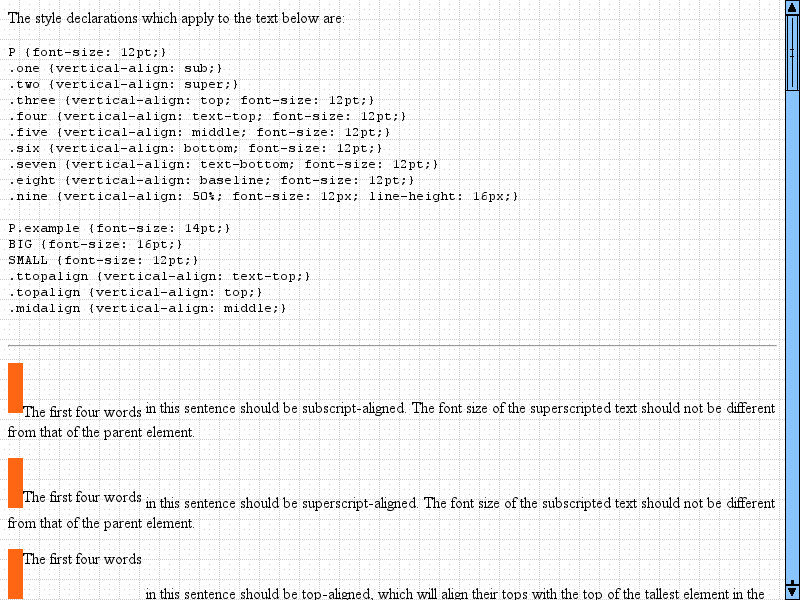 The style declarations which apply to the text below are:
P {font-size: 12pt;}
.one {vertical-align: sub;}
.two {vertical-align: super;}
.three {vertical-align: top; font-size: 12pt;}
.four {vertical-align: text-top; font-size: 12pt;}
.five {vertical-align: middle; font-size: 12pt;}
.six {vertical-align: bottom; font-size: 12pt;}
.seven {vertical-align: text-bottom; font-size: 12pt;}
.eight {vertical-align: baseline; font-size: 12pt;}
.nine {vertical-align: 50%; font-size: 12px; line-height: 16px;}
P.example {font-size: 14pt;}
BIG {font-size: 16pt;}
SMALL {font-size: 12pt;}
.ttopalign {vertical-align: text-top;}
.topalign {vertical-align: top;}
.midalign {vertical-align: middle;}
The first four words in this sentence should be subscript-aligned. The font size of the superscripted text should not be different
from that of the parent element.
The first four words in this sentence should be superscript-aligned. The font size of the subscripted text should not be different
from that of the parent element.
The first four words in this sentence should be top-aligned, which will align their tops with the top of the tallest element in the